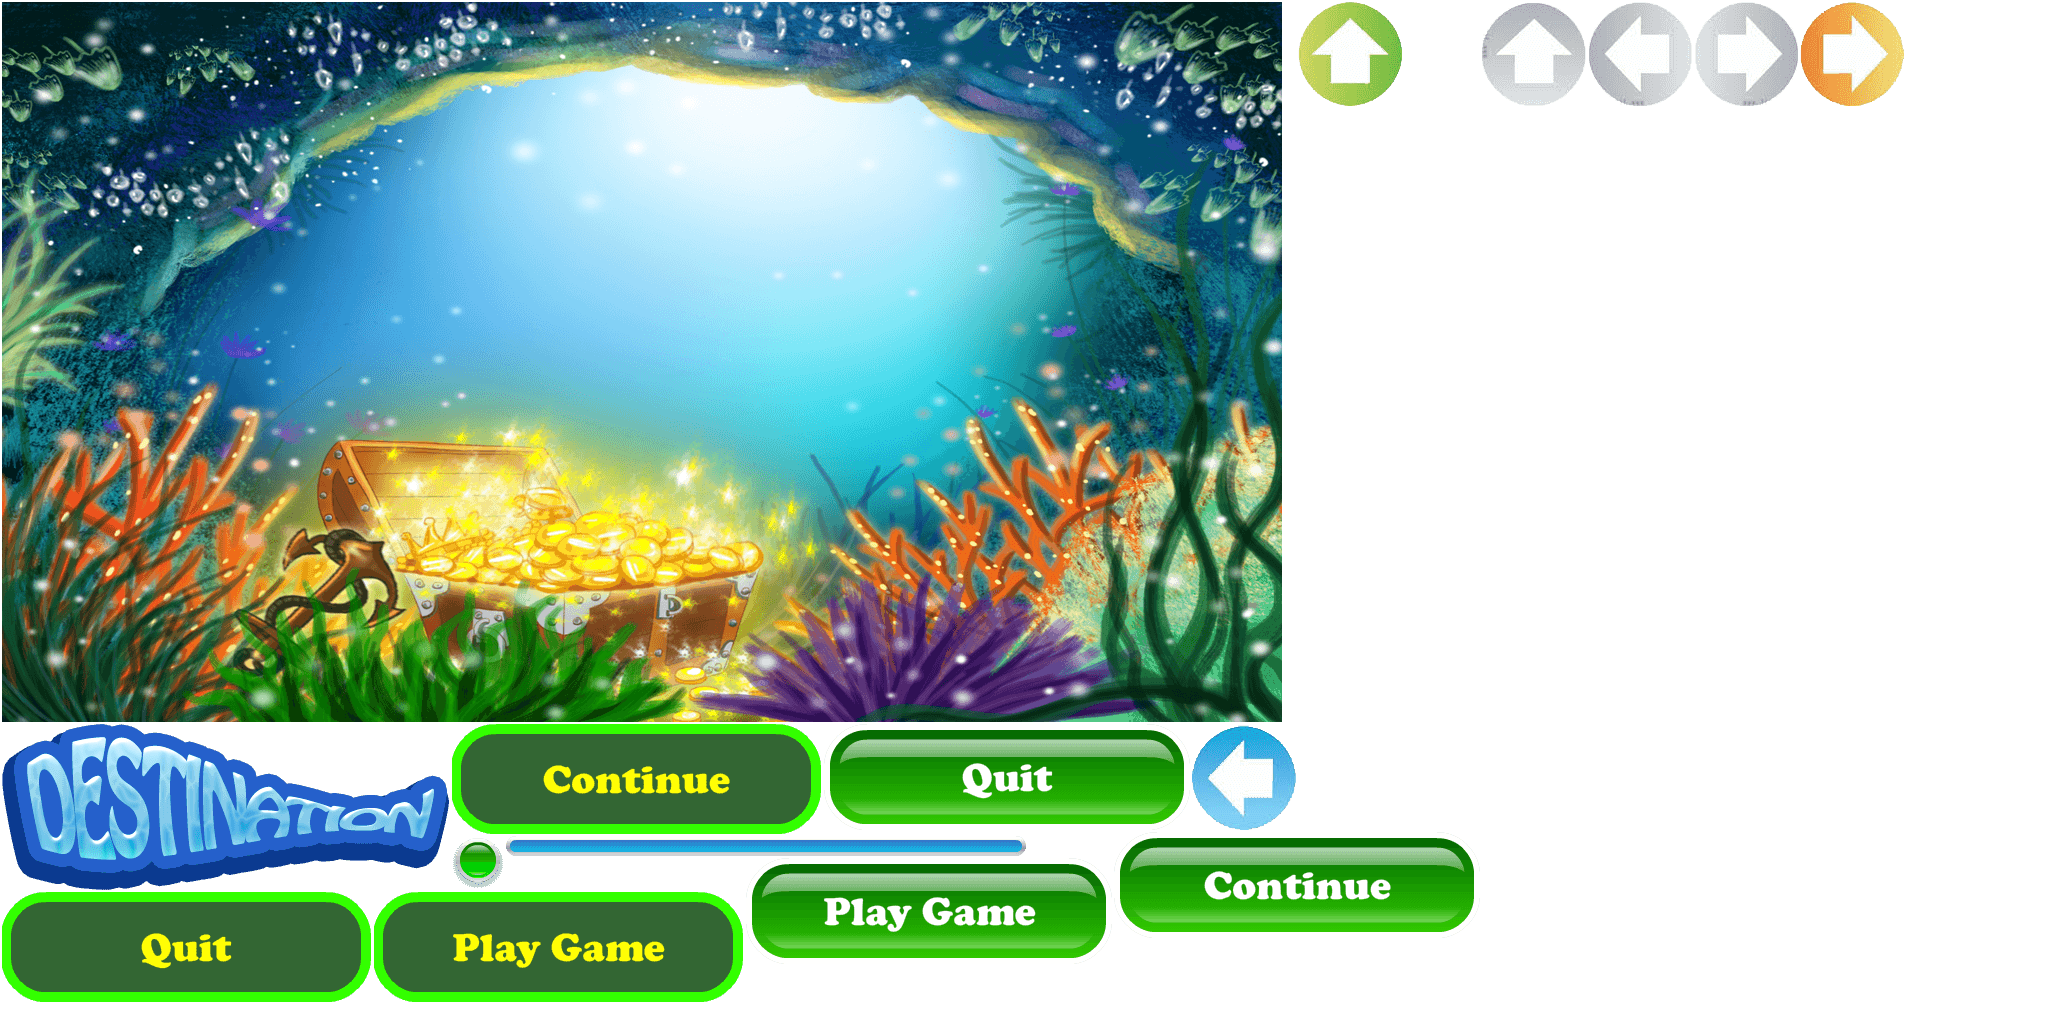 DESTINATION
Continue
Quit
Continue
Play Game
Quit
Play Game